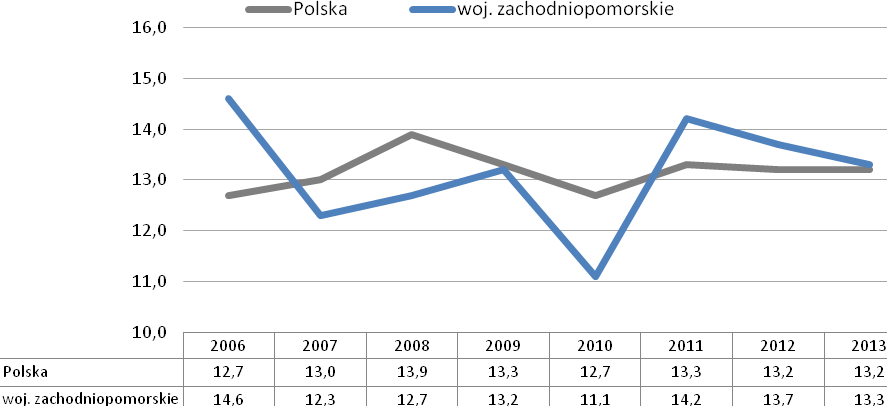 Polska woj. zachodniopomorskie
16,0
15,0
14,0
13,0
12,0
11,0
10,0
2006 2007 2008 2009 2010 2011 2012 2013
Polska 12,7 13,0 13,9 13,3 12,7 13,3 13,2 13,2
woj. zachodniopomorskie 14,6 12,3 12,7 13,2 11,1 14,2 13,7 13,3